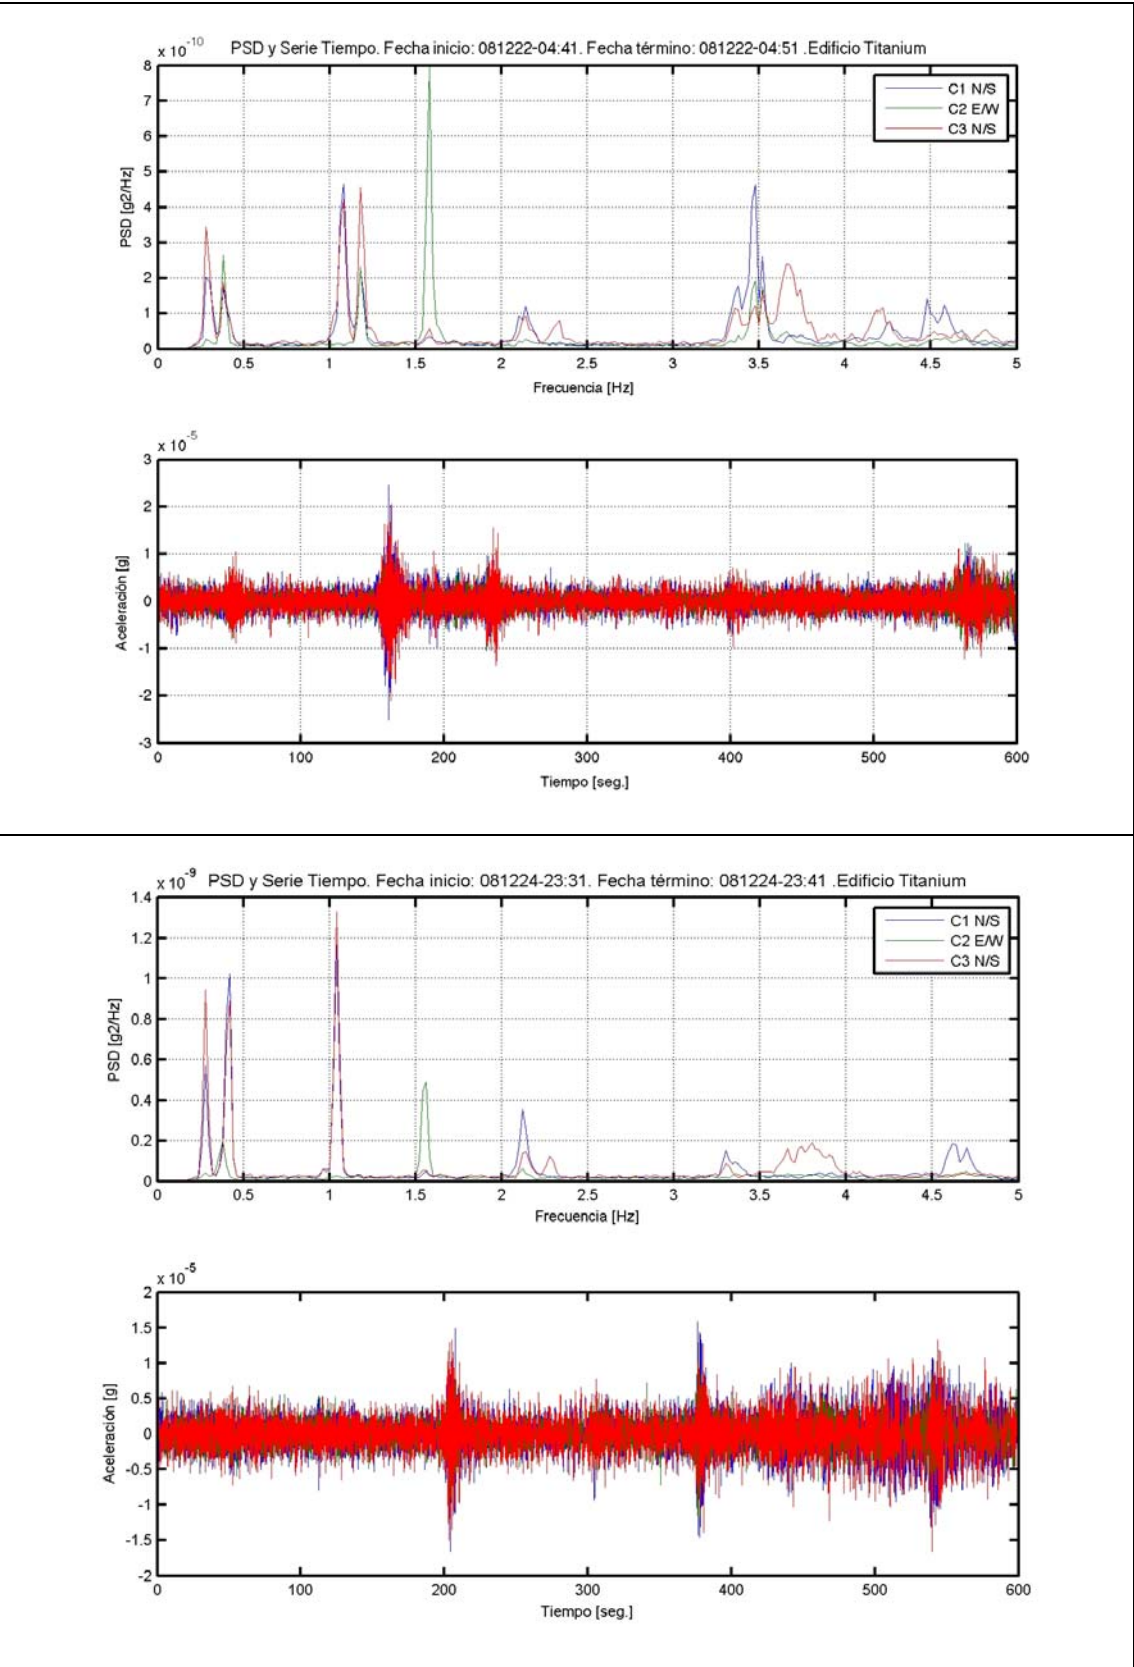 x 10^-10
PSD y Serie Tiempo. Fecha inicio: 081222-04:41. Fecha término: 081222-04:51 .Edificio Titanium
8
7
6
5
4
3
2
1
0
PSD [g2/Hz]
C1 N/S
C2 E/W
C3 N/S
0 0.5 1 1.5 2 2.5 3 3.5 4 4.5 5
Frecuencia [Hz]
x 10^-5
3
2
1
0
-1
-2
-3
Aceleración [g]
0 100 200 300 400 500 600
Tiempo [seg.]
x 10^-9
PSD y Serie Tiempo. Fecha inicio: 081224-23:31. Fecha término: 081224-23:41 .Edificio Titanium
1.4
1.2
1
0.8
0.6
0.4
0.2
0
PSD [g2/Hz]
C1 N/S
C2 E/W
C3 N/S
0 0.5 1 1.5 2 2.5 3 3.5 4 4.5 5
Frecuencia [Hz]
x 10^-5
2
1.5
1
0.5
0
-0.5
-1
-1.5
-2
Aceleración [g]
0 100 200 300 400 500 600
Tiempo [seg.]